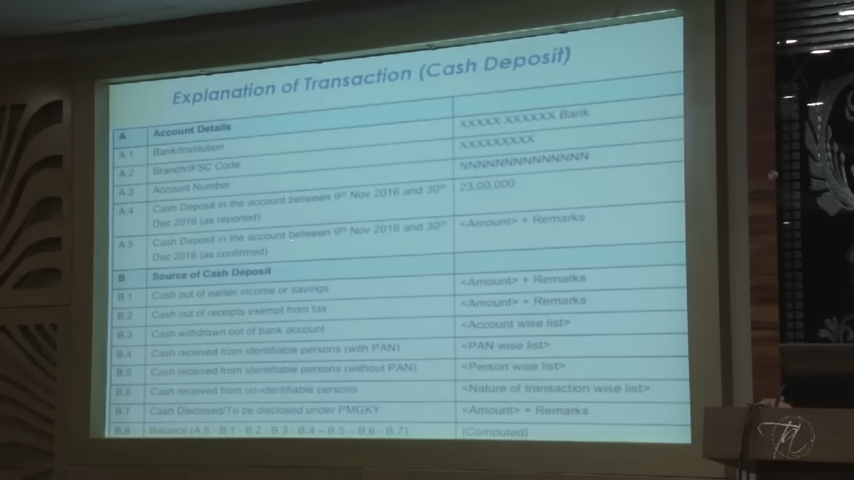 Explanation of Transaction (Cash Deposit)
A Account Details
A.1 Bank/Institution XXXXX XXXXXX Bank
A.2 Branch/IFSC Code XXXXXXXXX
A.3 Account Number NNNNNNNNNNNNNN
A.4 Cash Deposit in the account between 9th Nov 2016 and 30th 23,00,000
Dec 2016 (as reported)
A.5 Cash Deposit in the account between 9th Nov 2016 and 30th <Amount> + Remarks
Dec 2016 (as confirmed)
B Source of Cash Deposit
B.1 Cash out of earlier income or savings <Amount> + Remarks
B.2 Cash out of receipts exempt from tax <Amount> + Remarks
B.3 Cash withdrawn out of bank account <Account wise list>
B.4 Cash received from identifiable persons (with PAN) <PAN wise list>
B.5 Cash received from identifiable persons (without PAN) <Person wise list>
B.6 Cash received from un-identifiable persons <Nature of transaction wise list>
B.7 Cash Disclosed/To be disclosed under PMGKY <Amount> + Remarks
B.8 Balance (A.5 - B.1 - B.2 - B.3 - B.4 – B.5 – B.6 - B.7) [Computed]